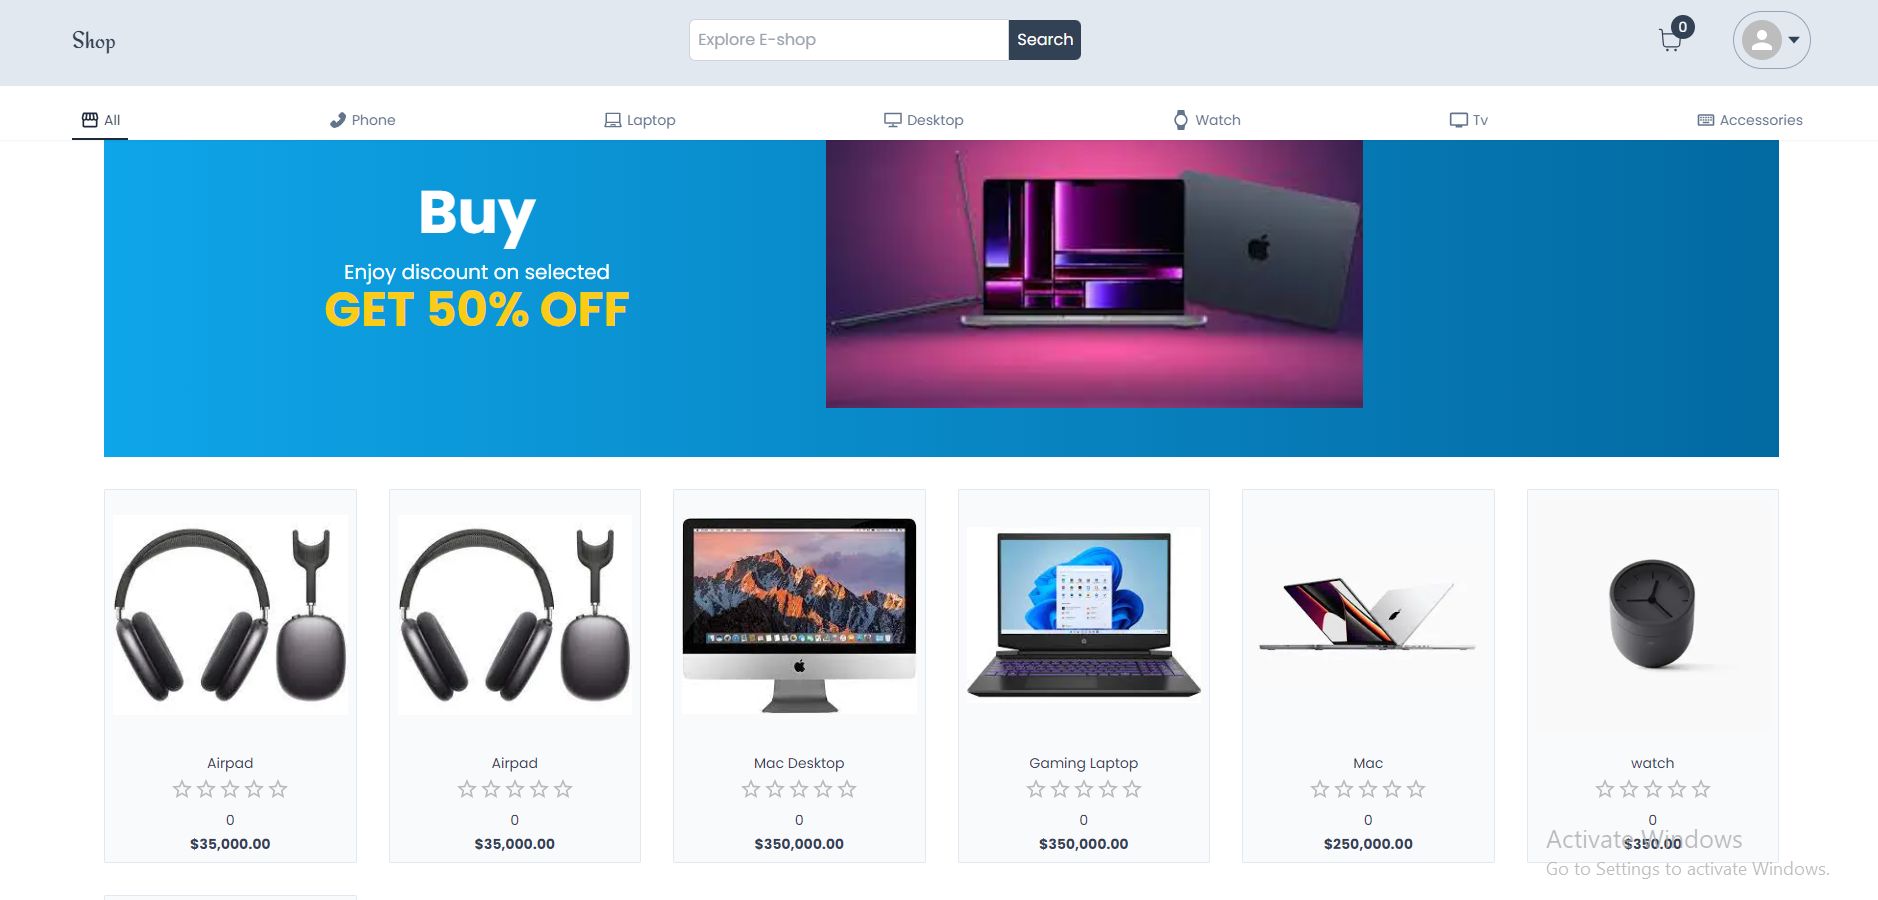 Shop
Explore E-shop
Search
0
All
Phone
Laptop
Desktop
Watch
Tv
Accessories
Buy
Enjoy discount on selected
GET 50% OFF
Airpad
Airpad
Mac Desktop
Gaming Laptop
Mac
watch
0
0
0
0
0
0
$35,000.00
$35,000.00
$350,000.00
$350,000.00
$250,000.00
$350.00
Activate Windows
Go to Settings to activate Windows.